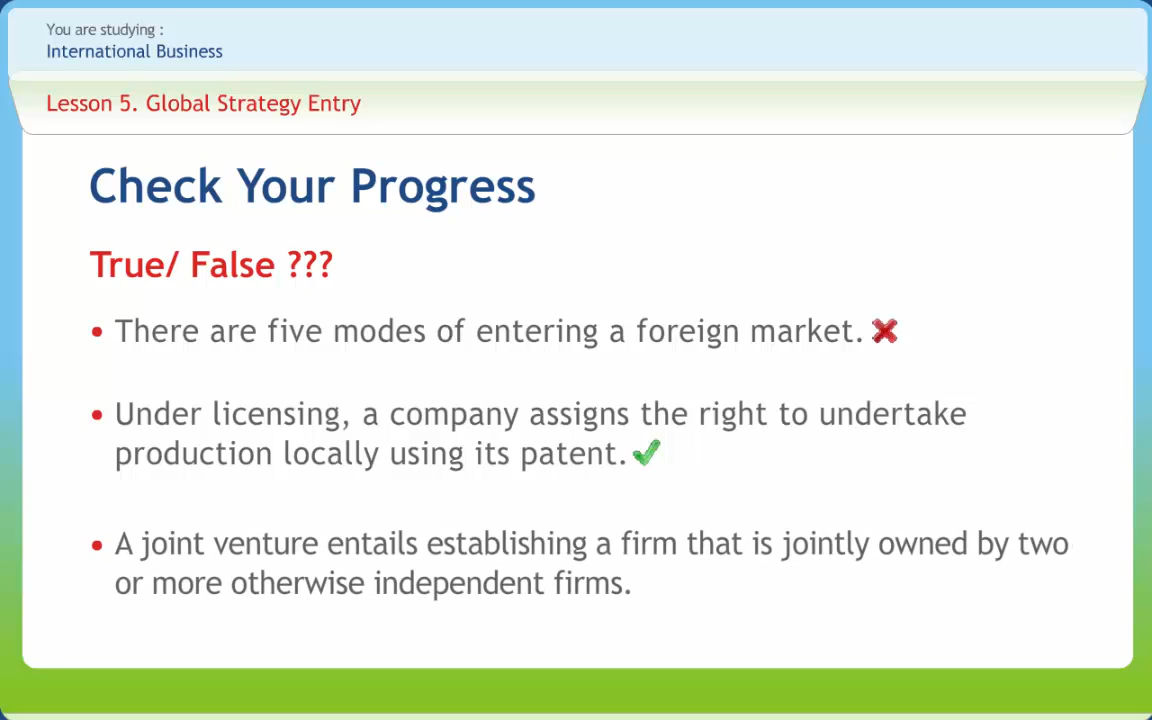 You are studying :
International Business
Lesson 5. Global Strategy Entry
Check Your Progress
True/ False ???
• There are five modes of entering a foreign market.
• Under licensing, a company assigns the right to undertake
production locally using its patent.
• A joint venture entails establishing a firm that is jointly owned by two
or more otherwise independent firms.